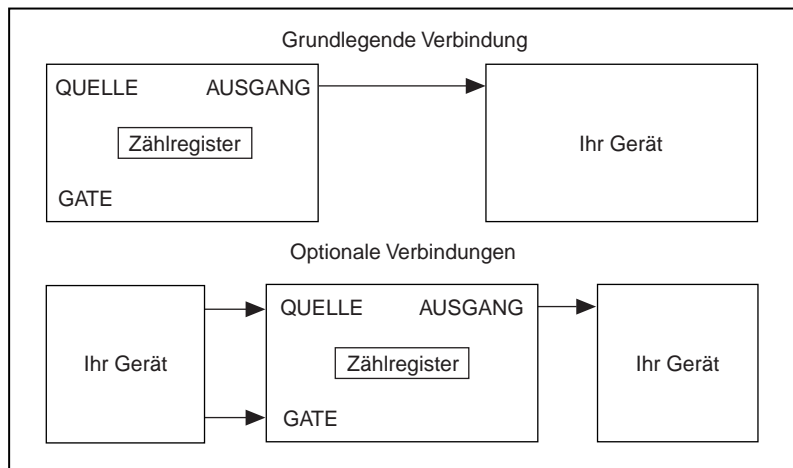 Grundlegende Verbindung
QUELLE AUSGANG
Zählregister
Ihr Gerät
GATE
Optionale Verbindungen
QUELLE AUSGANG
Ihr Gerät
Zählregister
Ihr Gerät
GATE